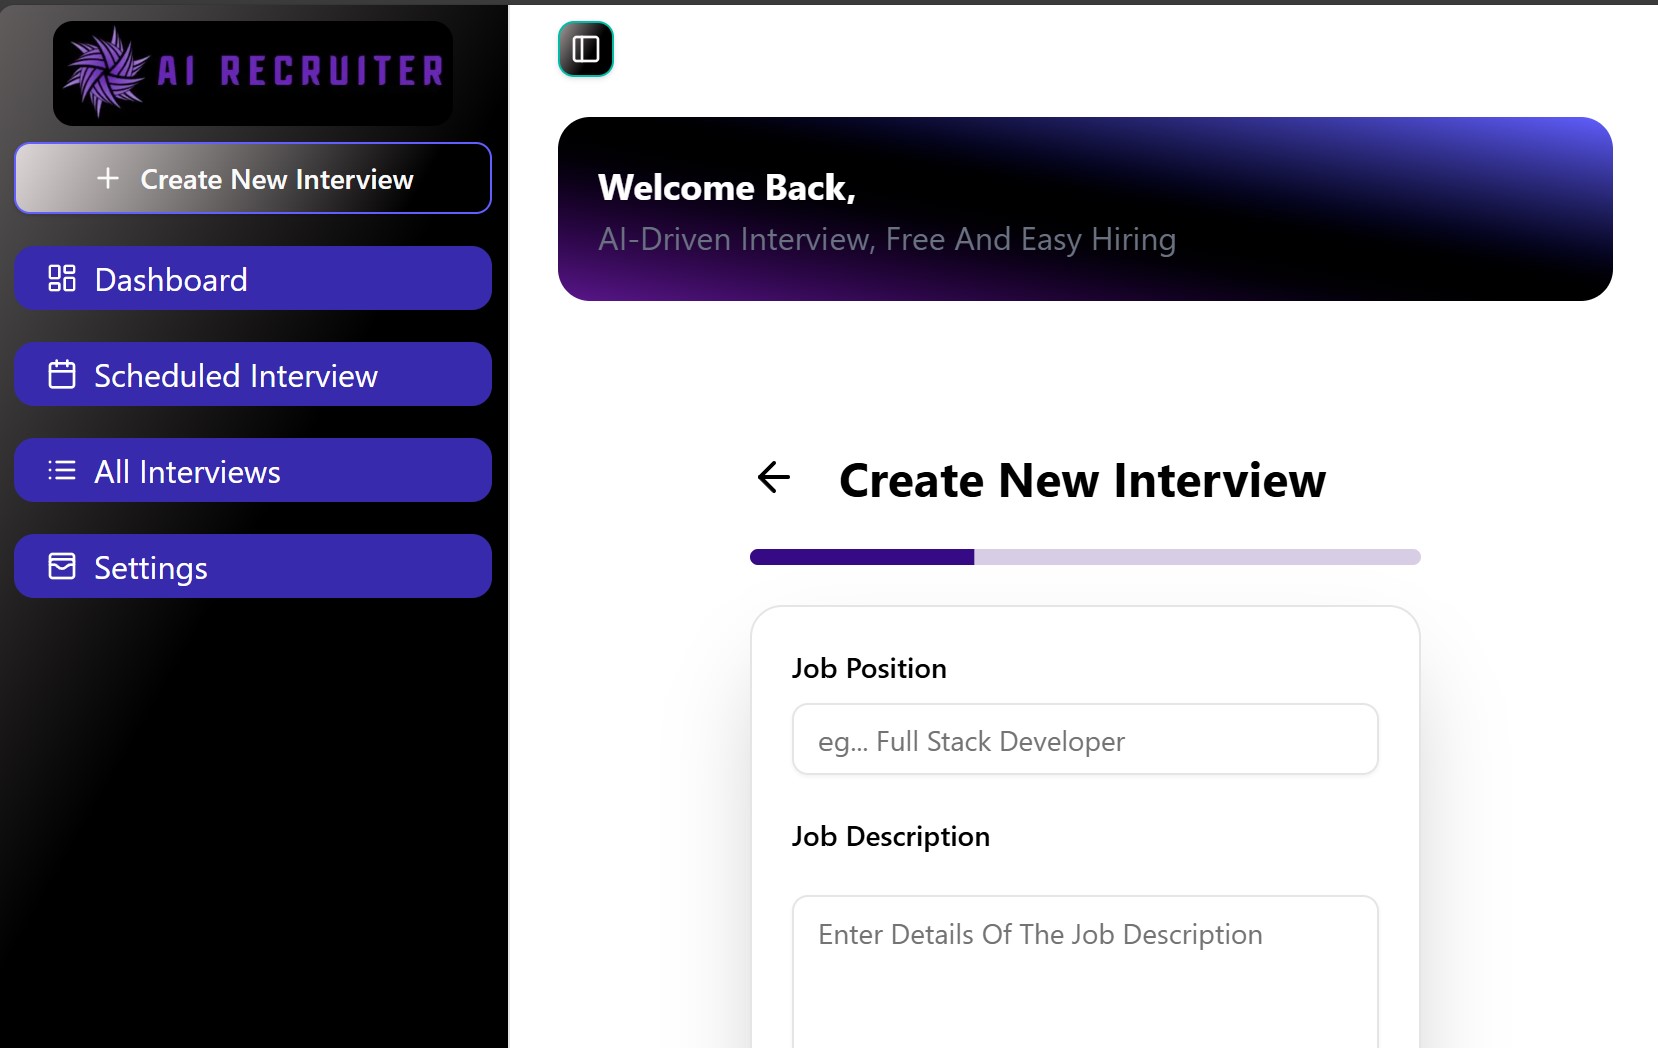 AI RECRUITER
Create New Interview
Dashboard
Scheduled Interview
All Interviews
Settings
Welcome Back,
AI-Driven Interview, Free And Easy Hiring
Create New Interview
Job Position
eg... Full Stack Developer
Job Description
Enter Details Of The Job Description